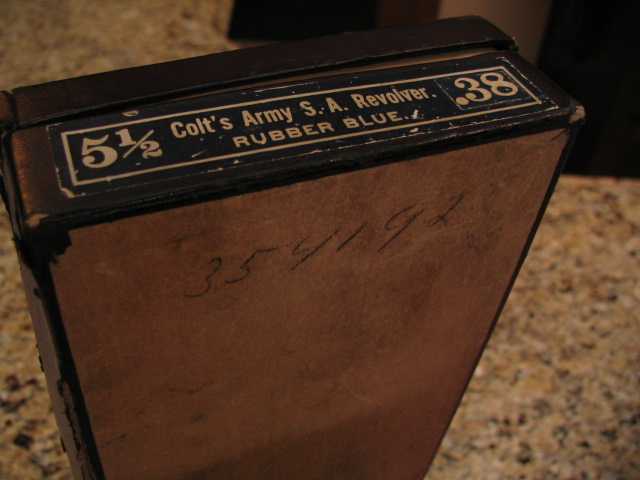 5½ Colt's Army S. A. Revolver. .38
RUBBER BLUE.
354192